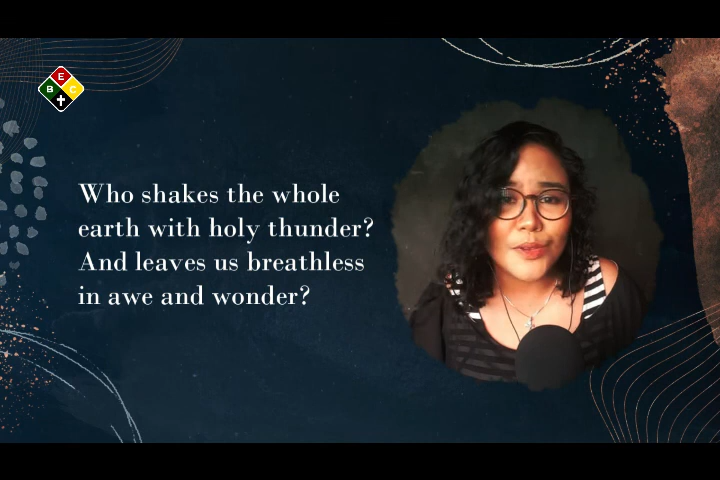 E
B C
Who shakes the whole
earth with holy thunder?
And leaves us breathless
in awe and wonder?